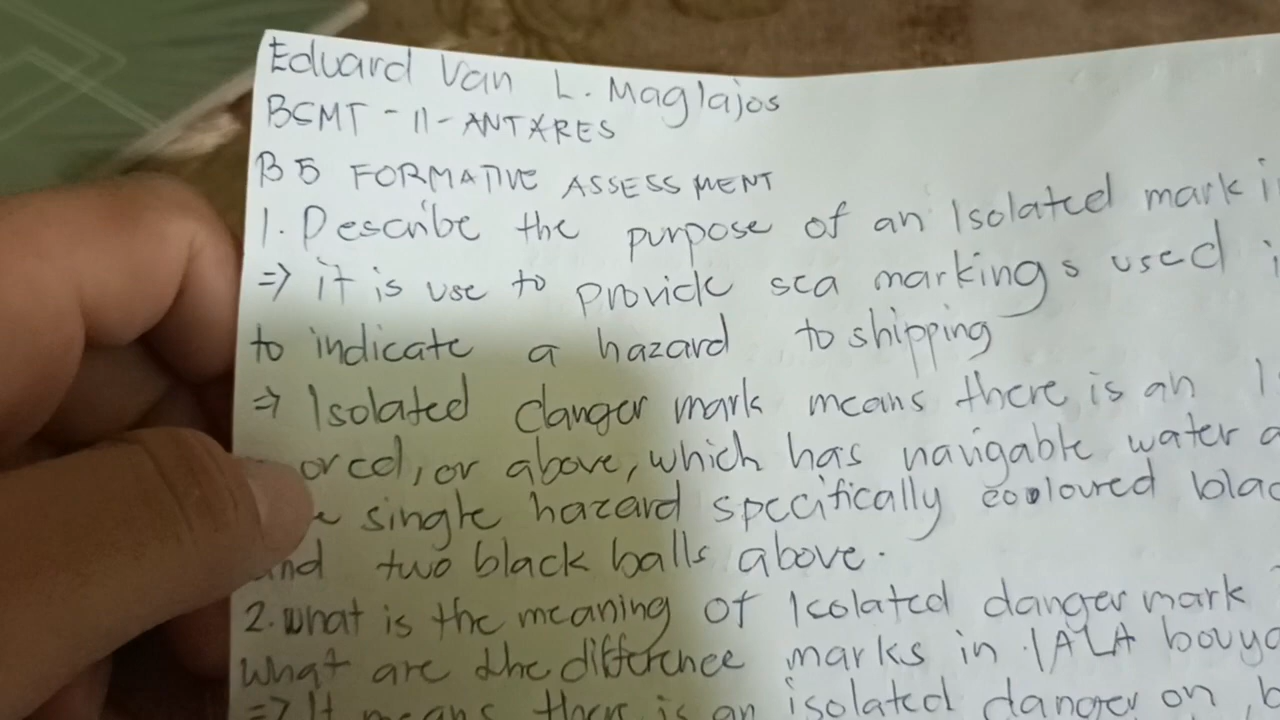 Eduard Van L. Maglajos
BSMT - 11 - ANTARES
B5 FORMATIVE ASSESSMENT
1. Describe the purpose of an Isolated mark
=> it is use to provide sea markings used
to indicate a hazard to shipping
=> Isolated danger mark means there is an
or above, which has navigable water
single hazard specifically cooloured
and two black balls above.
2. what is the meaning of Isolated danger mark
What are the difference marks in IALA
=> It means there is an isolated danger on,